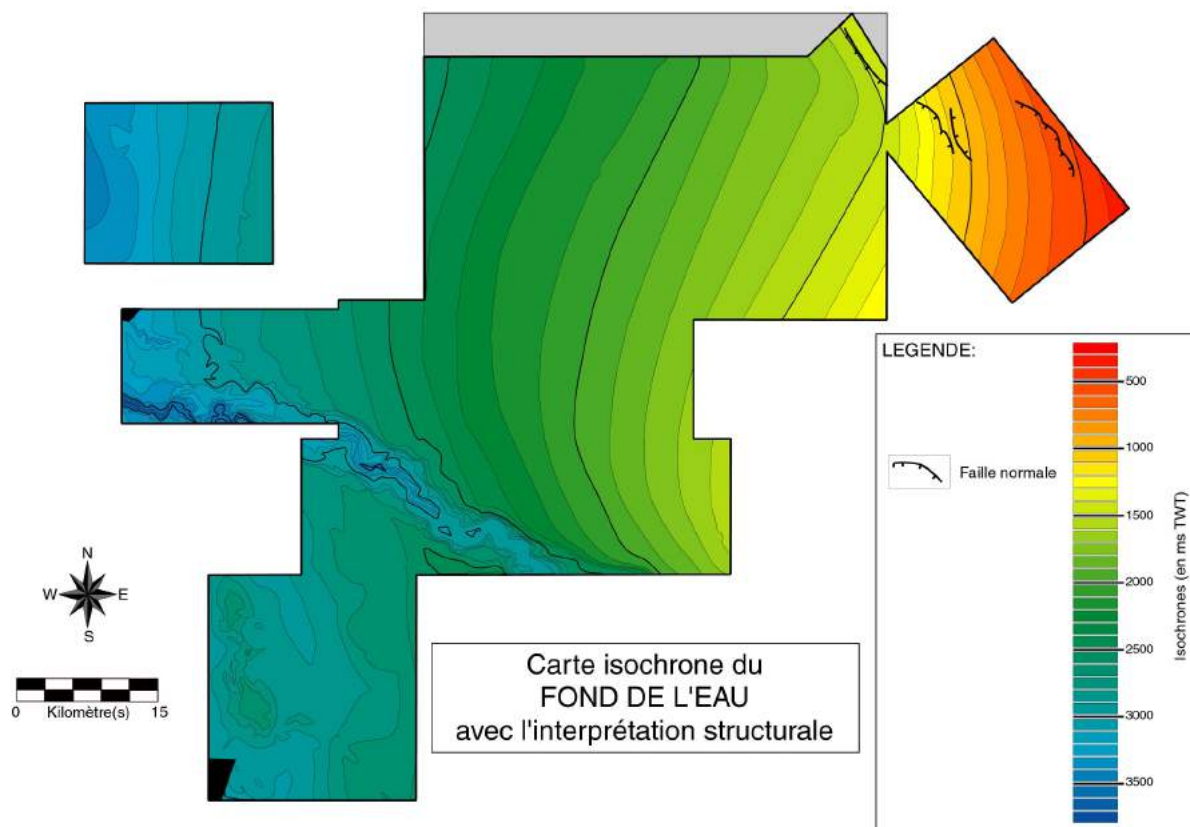 LEGENDE:
Faille normale
500
1000
1500
2000
2500
3000
3500
Isochrones (en ms TWT)
N
W E
S
0 Kilomètre(s) 15
Carte isochrone du
FOND DE L'EAU
avec l'interprétation structurale